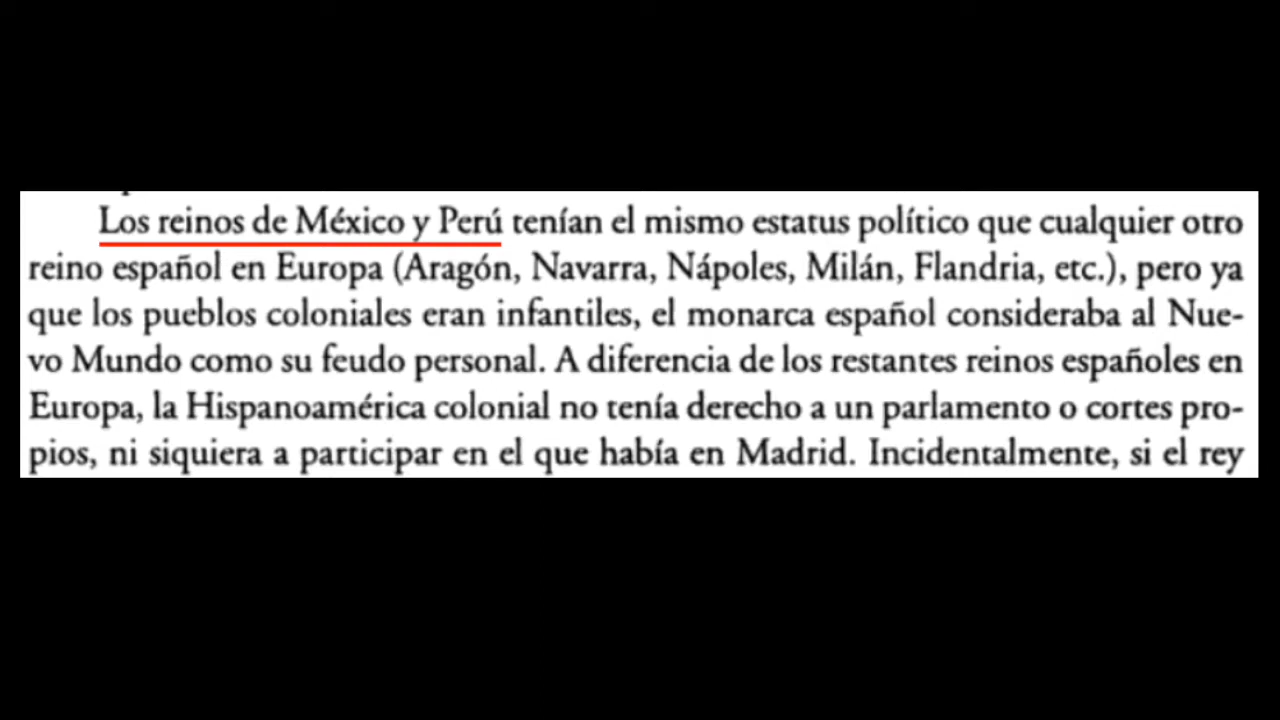 Los reinos de México y Perú tenían el mismo estatus político que cualquier otro
reino español en Europa (Aragón, Navarra, Nápoles, Milán, Flandria, etc.), pero ya
que los pueblos coloniales eran infantiles, el monarca español consideraba al Nue-
vo Mundo como su feudo personal. A diferencia de los restantes reinos españoles en
Europa, la Hispanoamérica colonial no tenía derecho a un parlamento o cortes pro-
pios, ni siquiera a participar en el que había en Madrid. Incidentalmente, si el rey